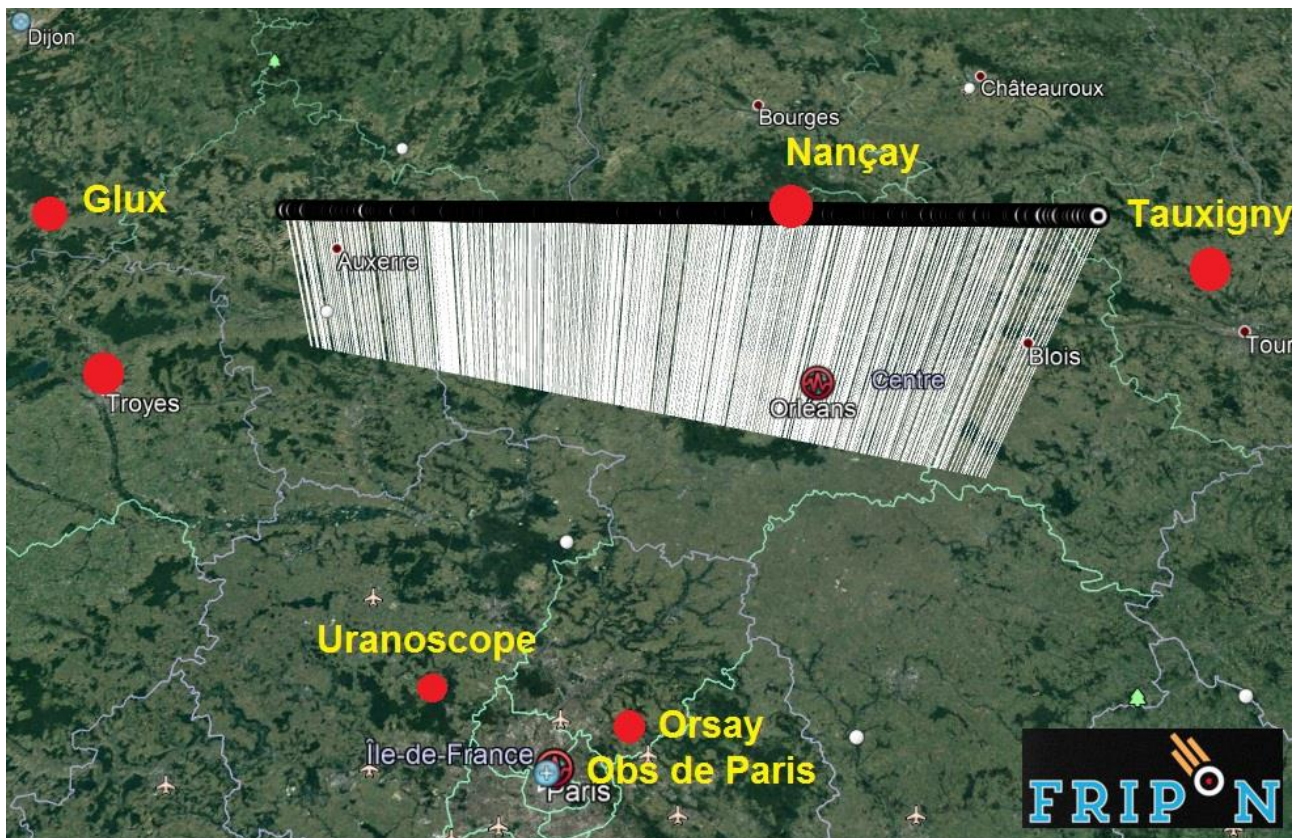 Dijon
Châteauroux
Bourges
Nançay
Glux
Tauxigny
Auxerre
Tour
Blois
Centre
Troyes
Orléans
Uranoscope
Orsay
Île-de-France
Obs de Paris
Paris
FRIPON